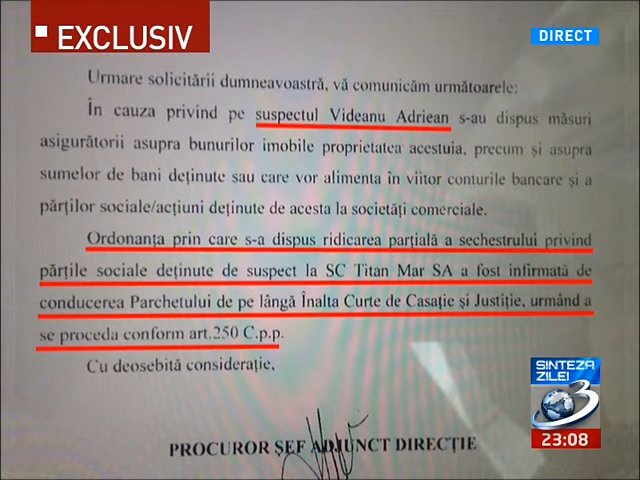 EXCLUSIV
DIRECT
Urmare solicitării dumneavoastră, vă comunicăm următoarele:
În cauza privind pe suspectul Videanu Adriean s-au dispus măsuri
asigurătorii asupra bunurilor imobile proprietatea acestuia, precum și asupra
sumelor de bani deținute sau care vor alimenta în viitor conturile bancare și a
părților sociale/acțiuni deținute de acesta la societăți comerciale.
Ordonanța prin care s-a dispus ridicarea parțială a sechestrului privind
părțile sociale deținute de suspect la SC Titan Mar SA a fost infirmată de
conducerea Parchetului de pe lângă Înalta Curte de Casație și Justiție, urmând a
se proceda conform art.250 C.p.p.
Cu deosebită considerație,
PROCUROR ȘEF ADJUNCT DIRECȚIE
SINTEZA
ZILEI
3
23:08